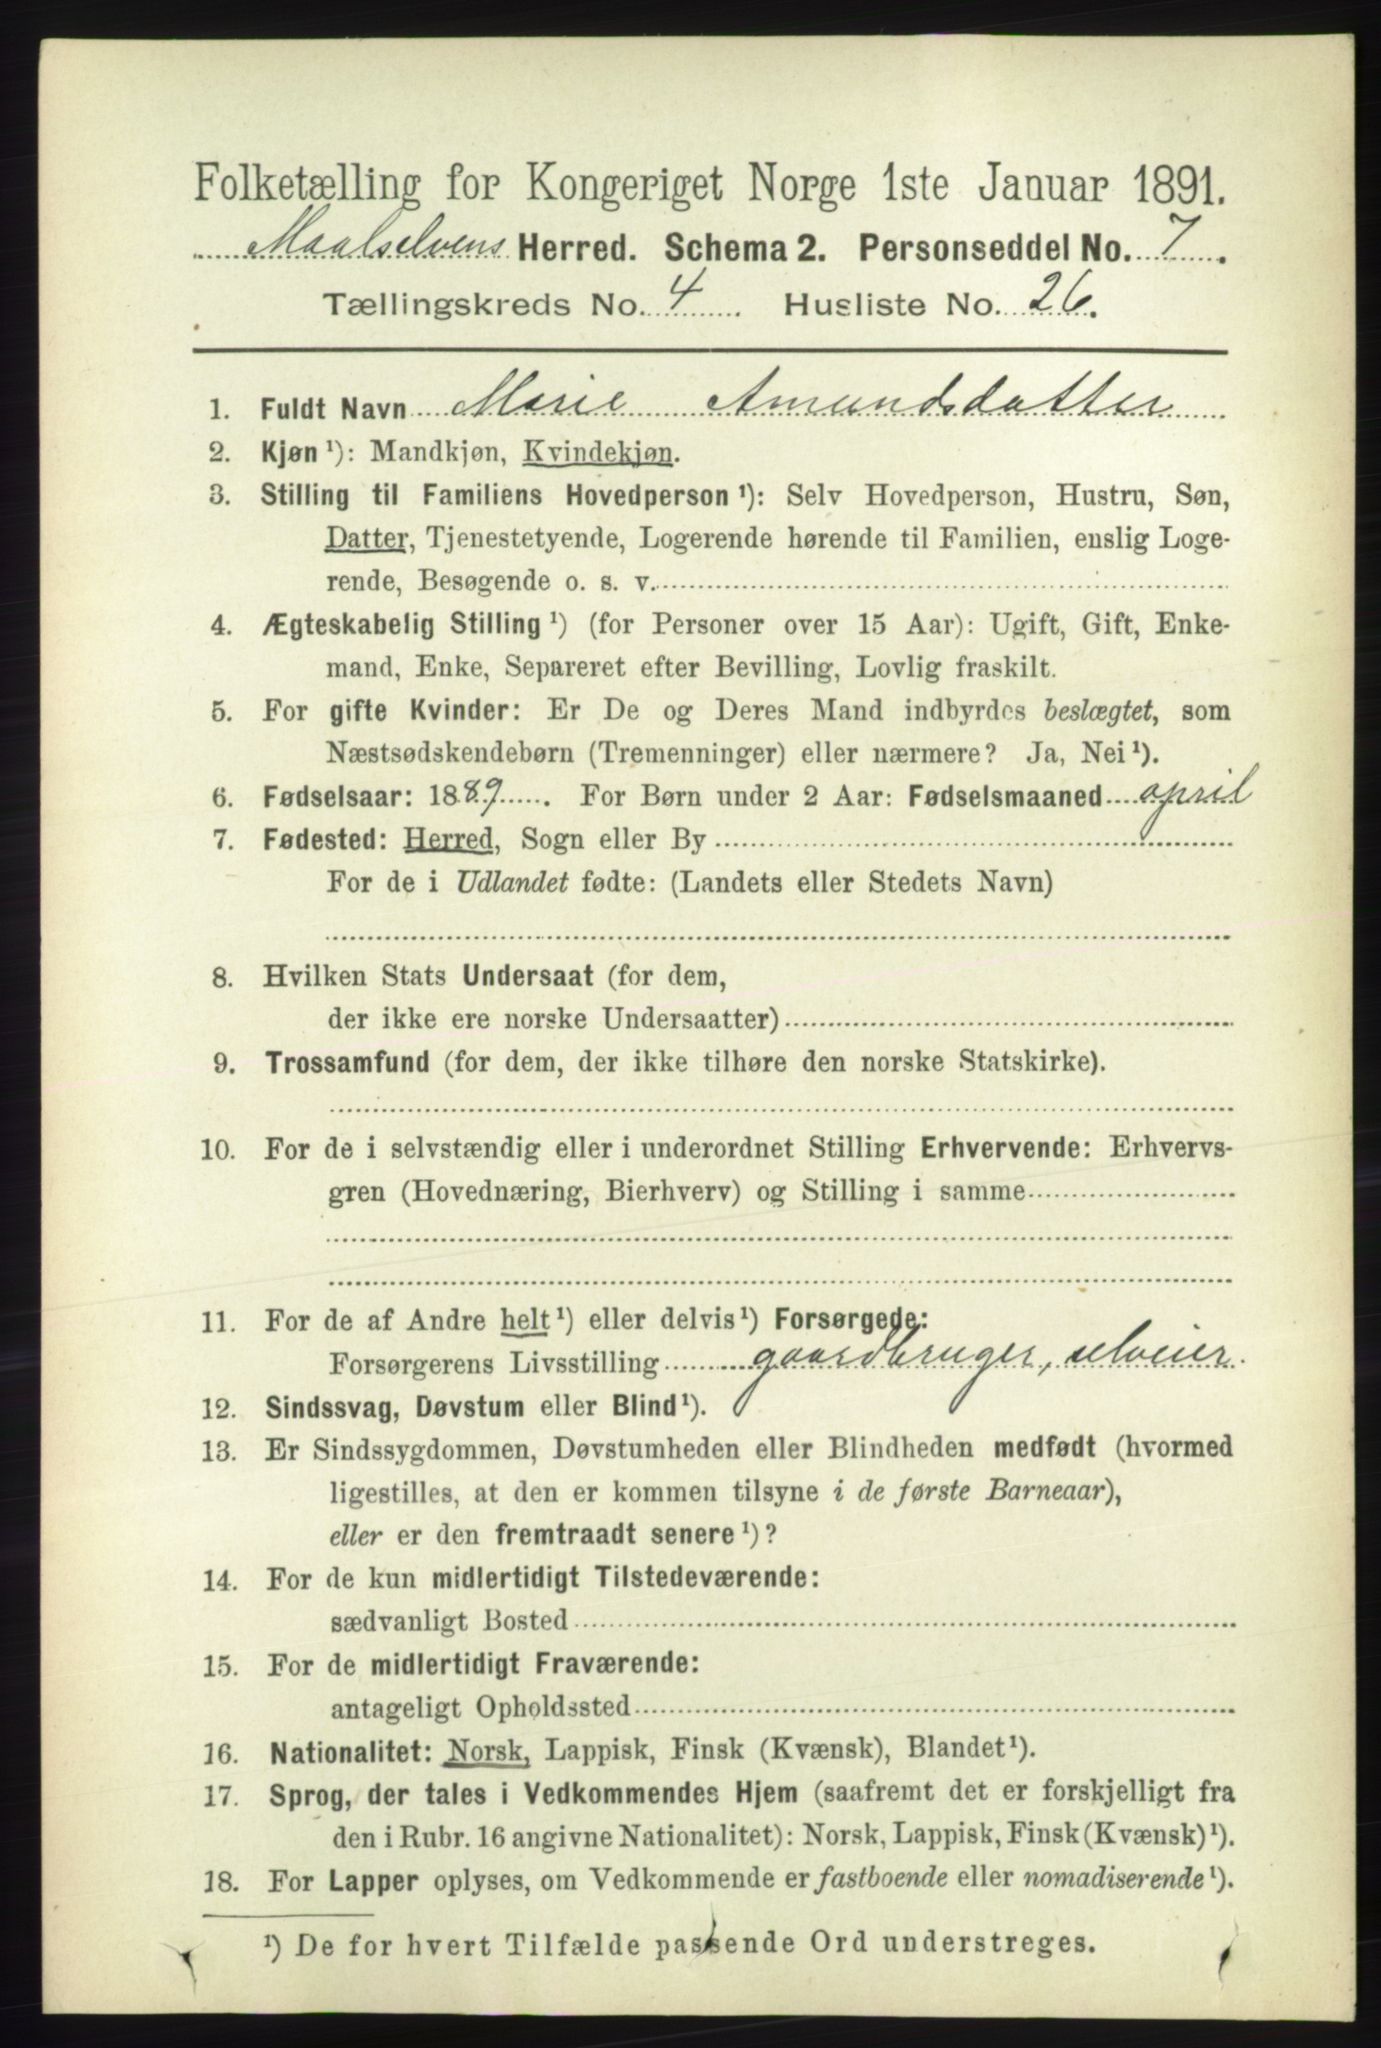 Folketælling for Kongeriget Norge 1ste Januar 1891.
Maalselvens Herred. Schema 2. Personseddel No. 7.
Tællingskreds No. 4 Husliste No. 26.
1. Fuldt Navn Marie Amundsdatter
2. Kjøn ¹): Mandkjøn, Kvindekjøn.
3. Stilling til Familiens Hovedperson ¹): Selv Hovedperson, Hustru, Søn,
Datter, Tjenestetyende, Logerende hørende til Familien, enslig Loge-
rende, Besøgende o. s. v.
4. Ægteskabelig Stilling ¹) (for Personer over 15 Aar): Ugift, Gift, Enke-
mand, Enke, Separeret efter Bevilling, Lovlig fraskilt.
5. For gifte Kvinder: Er De og Deres Mand indbyrdes beslægtet, som
Næstsødskendebørn (Tremenninger) eller nærmere? Ja, Nei ¹).
6. Fødselsaar: 1889. For Børn under 2 Aar: Fødselsmaaned april
7. Fødested: Herred, Sogn eller By
For de i Udlandet fødte: (Landets eller Stedets Navn)
8. Hvilken Stats Undersaat (for dem,
der ikke ere norske Undersaatter)
9. Trossamfund (for dem, der ikke tilhøre den norske Statskirke).
10. For de i selvstændig eller i underordnet Stilling Erhvervende: Erhvervs-
gren (Hovednæring, Bierhverv) og Stilling i samme
11. For de af Andre helt ¹) eller delvis ¹) Forsørgede:
Forsørgerens Livsstilling gaardbruger, selveier.
12. Sindssvag, Døvstum eller Blind ¹).
13. Er Sindssygdommen, Døvstumheden eller Blindheden medfødt (hvormed
ligestilles, at den er kommen tilsyne i de første Barneaar),
eller er den fremtraadt senere ¹)?
14. For de kun midlertidigt Tilstedeværende:
sædvanligt Bosted
15. For de midlertidigt Fraværende:
antageligt Opholdssted
16. Nationalitet: Norsk, Lappisk, Finsk (Kvænsk), Blandet ¹).
17. Sprog, der tales i Vedkommendes Hjem (saafremt det er forskjelligt fra
den i Rubr. 16 angivne Nationalitet): Norsk, Lappisk, Finsk (Kvænsk) ¹).
18. For Lapper oplyses, om Vedkommende er fastboende eller nomadiserende ¹).
¹) De for hvert Tilfælde passende Ord understreges.